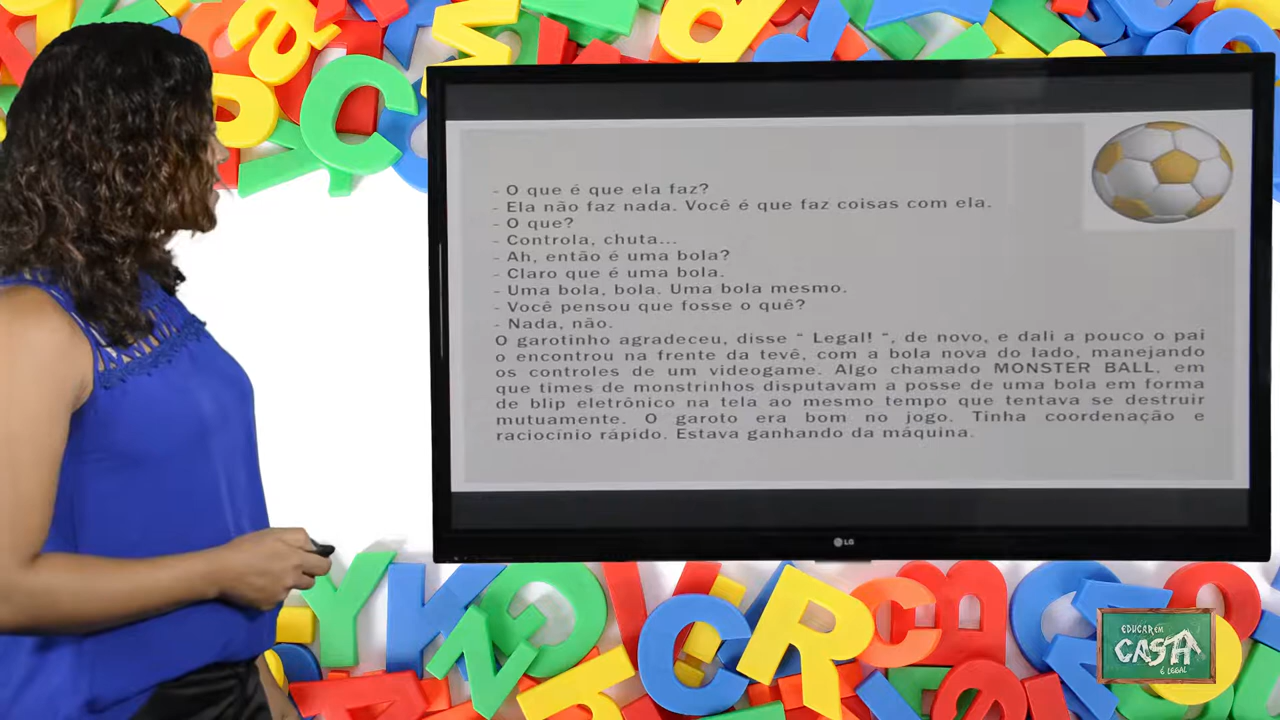 - O que é que ela faz?
- Ela não faz nada. Você é que faz coisas com ela.
- O que?
- Controla, chuta...
- Ah, então é uma bola?
- Claro que é uma bola.
- Uma bola, bola. Uma bola mesmo.
- Você pensou que fosse o quê?
- Nada, não.
O garotinho agradeceu, disse " Legal! ", de novo, e dali a pouco o pai
o encontrou na frente da tevê, com a bola nova do lado, manejando
os controles de um videogame. Algo chamado MONSTER BALL, em
que times de monstrinhos disputavam a posse de uma bola em forma
de blip eletrônico na tela ao mesmo tempo que tentava se destruir
mutuamente. O garoto era bom no jogo. Tinha coordenação e
raciocínio rápido. Estava ganhando da máquina.
LG
EDUCAR EM
CASA
É LEGAL